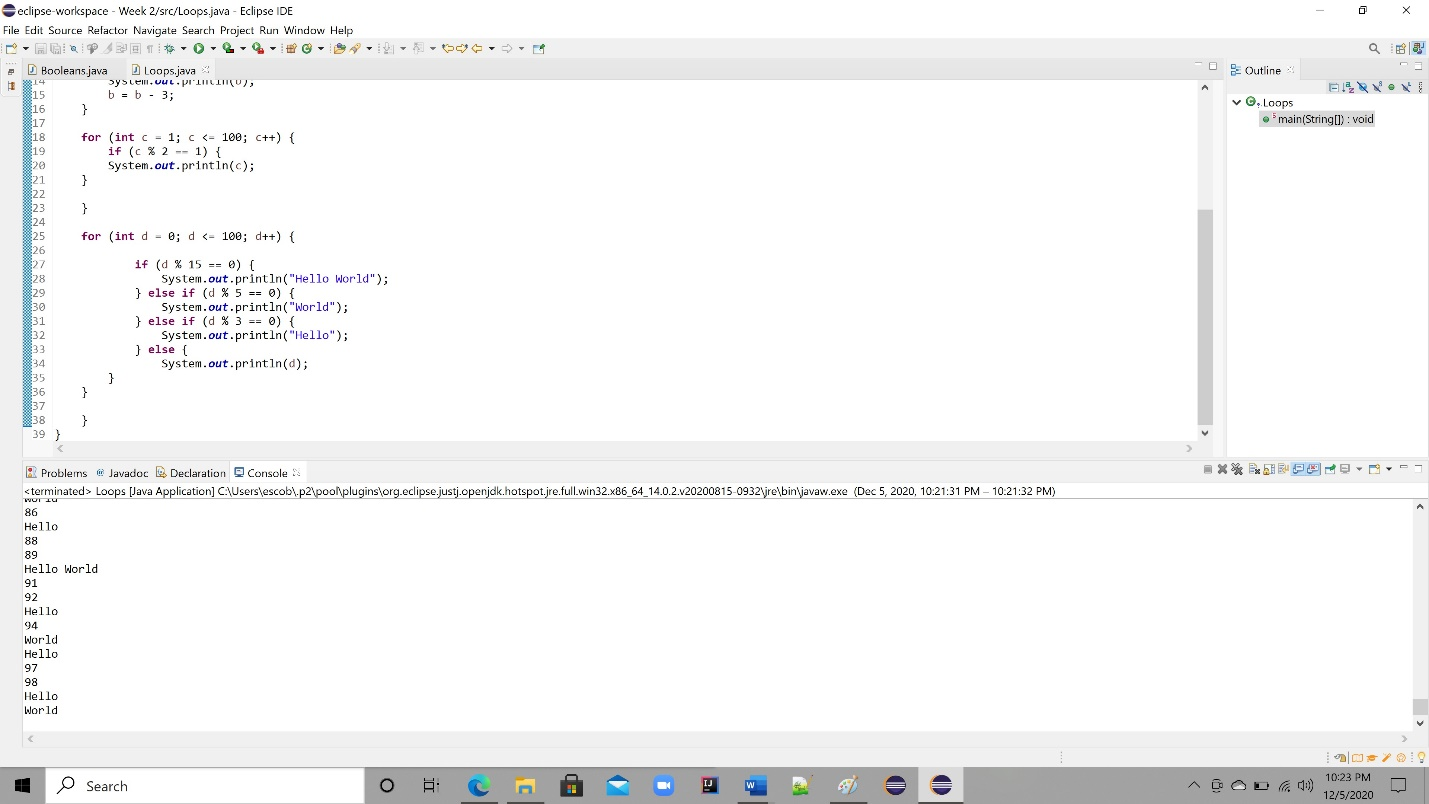 eclipse-workspace - Week 2/src/Loops.java - Eclipse IDE
File Edit Source Refactor Navigate Search Project Run Window Help
Booleans.java Loops.java
14 System.out.println(b);
15 b = b - 3;
16 }
17
18 for (int c = 1; c <= 100; c++) {
19 if (c % 2 == 1) {
20 System.out.println(c);
21 }
22
23 }
24
25 for (int d = 0; d <= 100; d++) {
26
27 if (d % 15 == 0) {
28 System.out.println("Hello World");
29 } else if (d % 5 == 0) {
30 System.out.println("World");
31 } else if (d % 3 == 0) {
32 System.out.println("Hello");
33 } else {
34 System.out.println(d);
35 }
36 }
37
38 }
39 }
Outline
Loops
main(String[]) : void
Problems @ Javadoc Declaration Console
<terminated> Loops [Java Application] C:\Users\escob\.p2\pool\plugins\org.eclipse.justj.openjdk.hotspot.jre.full.win32.x86_64_14.0.2.v20200815-0932\jre\bin\javaw.exe (Dec 5, 2020, 10:21:31 PM – 10:21:32 PM)
World
86
Hello
88
89
Hello World
91
92
Hello
94
World
Hello
97
98
Hello
World
Search
10:23 PM
12/5/2020